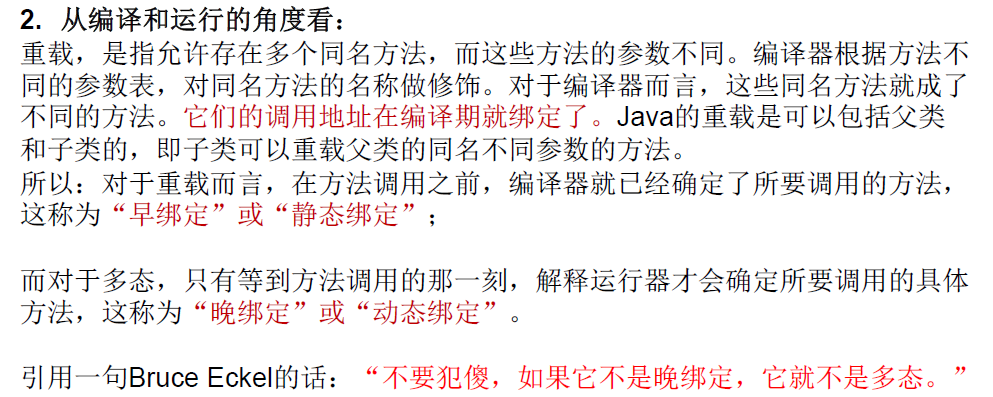 2. 从编译和运行的角度看：
重载，是指允许存在多个同名方法，而这些方法的参数不同。编译器根据方法不
同的参数表，对同名方法的名称做修饰。对于编译器而言，这些同名方法就成了
不同的方法。它们的调用地址在编译期就绑定了。Java的重载是可以包括父类
和子类的，即子类可以重载父类的同名不同参数的方法。
所以：对于重载而言，在方法调用之前，编译器就已经确定了所要调用的方法，
这称为“早绑定”或“静态绑定”；
而对于多态，只有等到方法调用的那一刻，解释运行器才会确定所要调用的具体
方法，这称为“晚绑定”或“动态绑定”。
引用一句Bruce Eckel的话：“不要犯傻，如果它不是晚绑定，它就不是多态。”